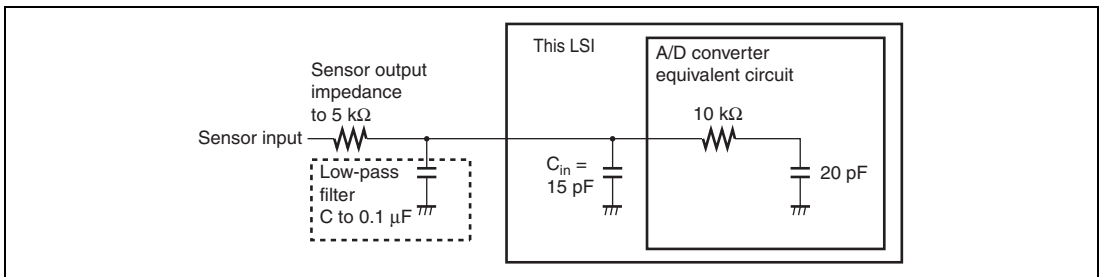 This LSI
A/D converter
equivalent circuit
Sensor output
impedance
to 5 kΩ
10 kΩ
Sensor input
Low-pass
filter
C to 0.1 μF
Cin =
15 pF
20 pF